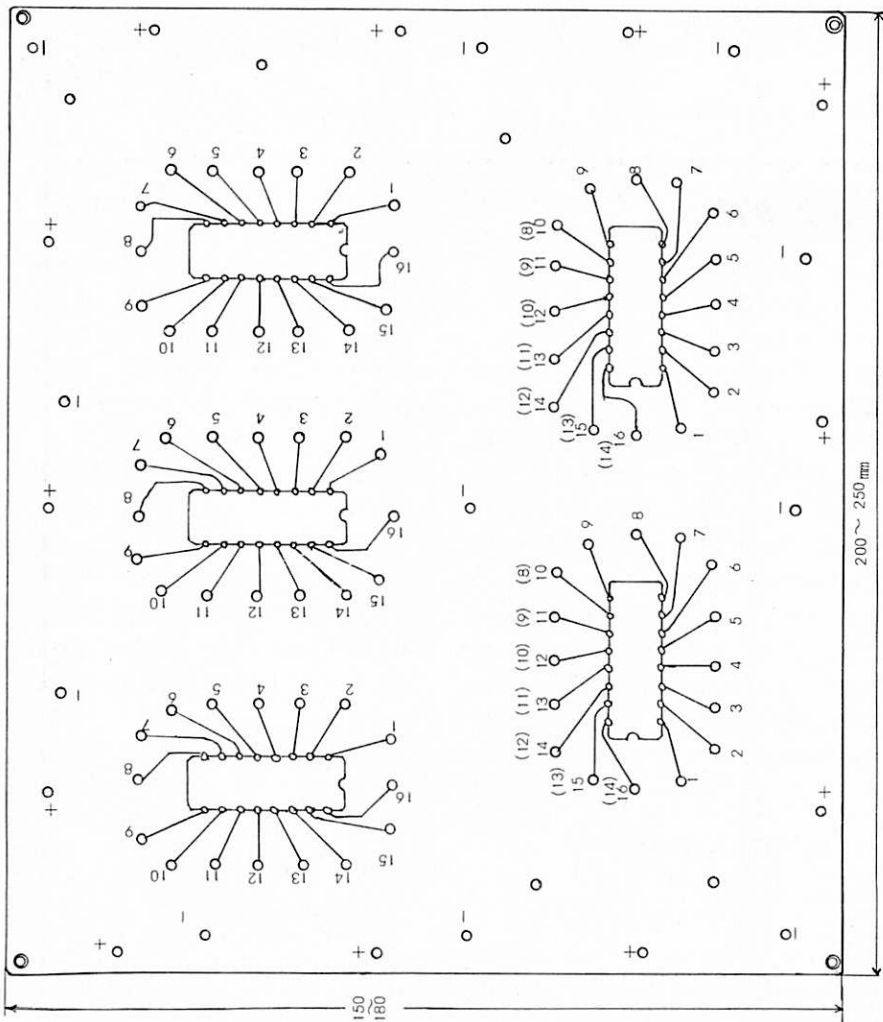 - + + - + -
+
6 5 4 3 2
7 1
8 16
9 15
10 11 12 13 14
9 8 7
(8) 10 6
(9) 11 5
(10) 12 4
(11) 13 3
(12) 14 2
(13) 15 (14) 16 1
+ - - +
6 5 4 3 2
7 1
8 16
9 15
10 11 12 13 14
+ - -
9 8 7
(8) 10 6
(9) 11 5
(10) 12 4
(11) 13 3
(12) 14 2
(13) 15 (14) 16 1
-
6 5 4 3 2
7 1
8 16
9 15
10 11 12 13 14
+ +
- + + - + -
200～250mm
150～180